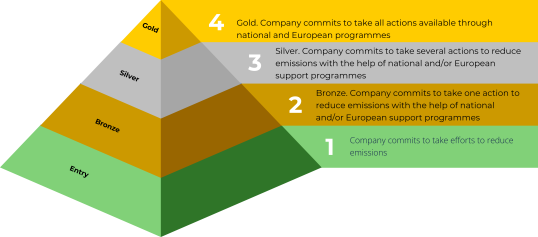 Gold
4
Gold. Company commits to take all actions available through
national and European programmes
Silver
3
Silver. Company commits to take several actions to reduce
emissions with the help of national and/or European
support programmes
Bronze
2
Bronze. Company commits to take one action to
reduce emissions with the help of national
and/or European support programmes
Entry
1
Company commits to take efforts to reduce
emissions